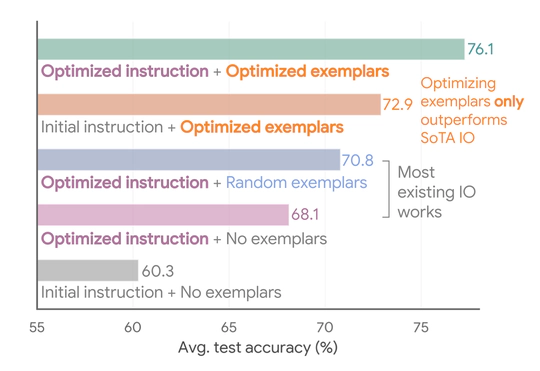 76.1
Optimized instruction + Optimized exemplars
72.9
Optimizing
exemplars only
outperforms
SoTA IO
Initial instruction + Optimized exemplars
70.8
Optimized instruction + Random exemplars
Most
existing IO
works
68.1
Optimized instruction + No exemplars
60.3
Initial instruction + No exemplars
55 60 65 70 75
Avg. test accuracy (%)